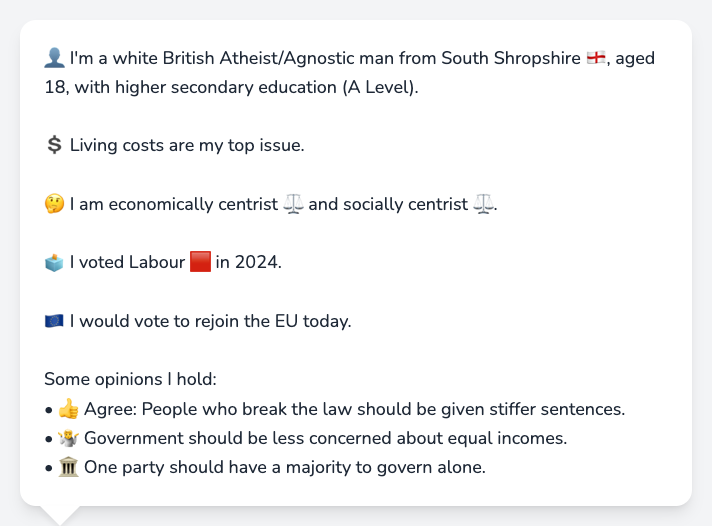 👤 I'm a white British Atheist/Agnostic man from South Shropshire 🏴󠁧󠁢󠁥󠁮󠁧󠁿, aged
18, with higher secondary education (A Level).
💲 Living costs are my top issue.
🤔 I am economically centrist ⚖️ and socially centrist ⚖️.
🗳️ I voted Labour 🟥 in 2024.
🇪🇺 I would vote to rejoin the EU today.
Some opinions I hold:
• 👍 Agree: People who break the law should be given stiffer sentences.
• 🤷 Government should be less concerned about equal incomes.
• 🏛️ One party should have a majority to govern alone.